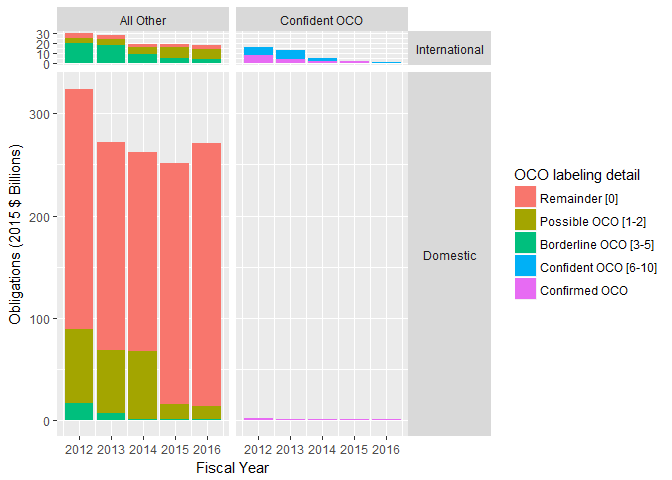 All Other
Confident OCO
30
20
10
0
International
Obligations (2015 $ Billions)
300
200
100
0
Domestic
2012 2013 2014 2015 2016
2012 2013 2014 2015 2016
Fiscal Year
OCO labeling detail
Remainder [0]
Possible OCO [1-2]
Borderline OCO [3-5]
Confident OCO [6-10]
Confirmed OCO